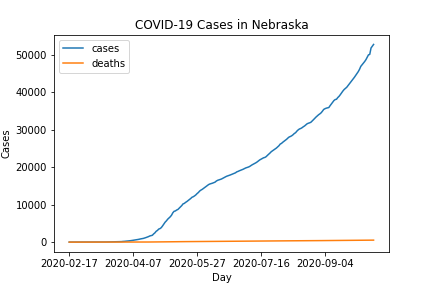 COVID-19 Cases in Nebraska
cases
deaths
Cases
50000
40000
30000
20000
10000
0
2020-02-17 2020-04-07 2020-05-27 2020-07-16 2020-09-04
Day